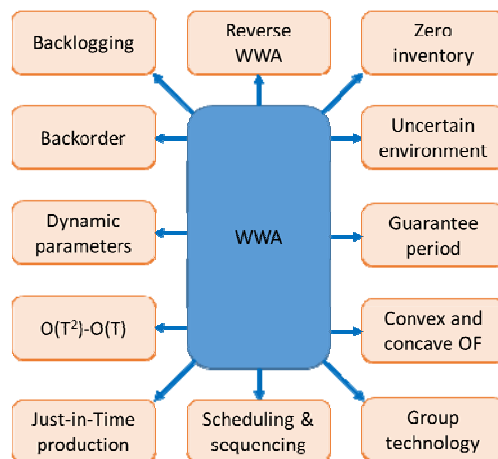 Backlogging
Reverse
WWA
Zero
inventory
Backorder
Uncertain
environment
Dynamic
parameters
WWA
Guarantee
period
O(T²)-O(T)
Convex and
concave OF
Just-in-Time
production
Scheduling &
sequencing
Group
technology